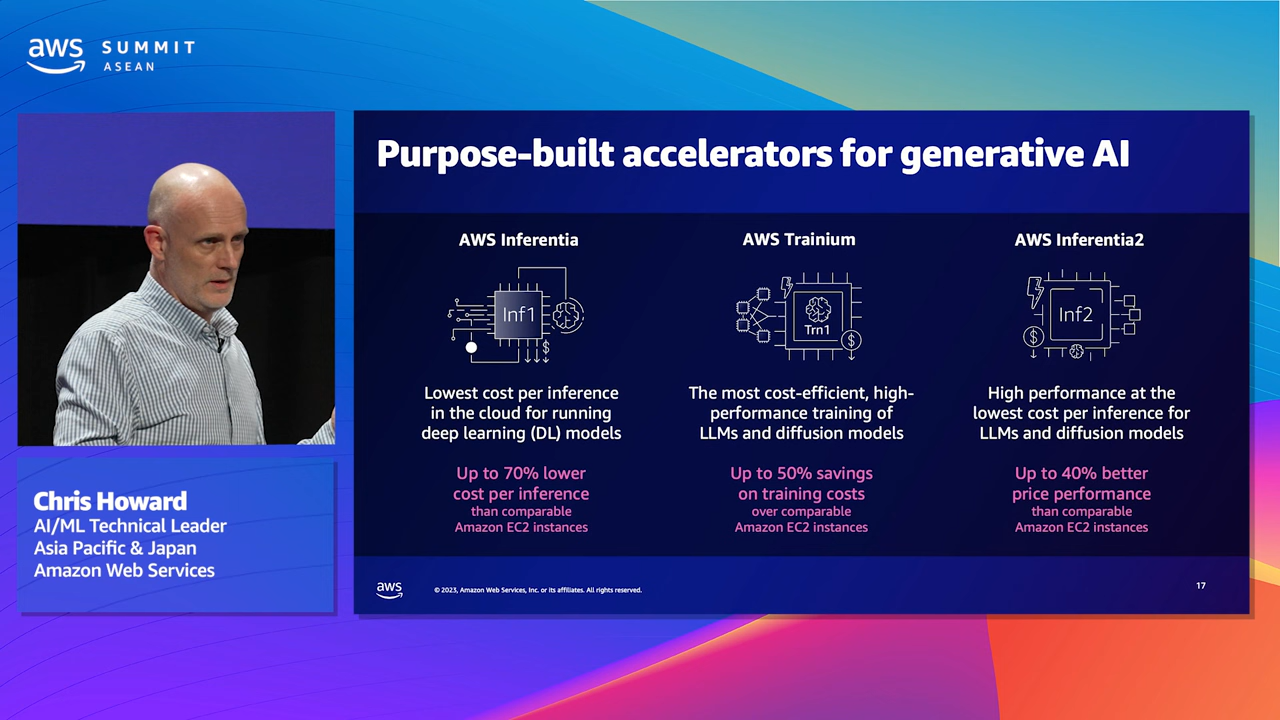 aws SUMMIT
ASEAN
Purpose-built accelerators for generative AI
AWS Inferentia
Inf1
$
Lowest cost per inference
in the cloud for running
deep learning (DL) models
Up to 70% lower
cost per inference
than comparable
Amazon EC2 instances
AWS Trainium
Trn1
$
The most cost-efficient, high-
performance training of
LLMs and diffusion models
Up to 50% savings
on training costs
over comparable
Amazon EC2 instances
AWS Inferentia2
Inf2
$
High performance at the
lowest cost per inference for
LLMs and diffusion models
Up to 40% better
price performance
than comparable
Amazon EC2 instances
Chris Howard
AI/ML Technical Leader
Asia Pacific & Japan
Amazon Web Services
aws
© 2023, Amazon Web Services, Inc. or its affiliates. All rights reserved.
17